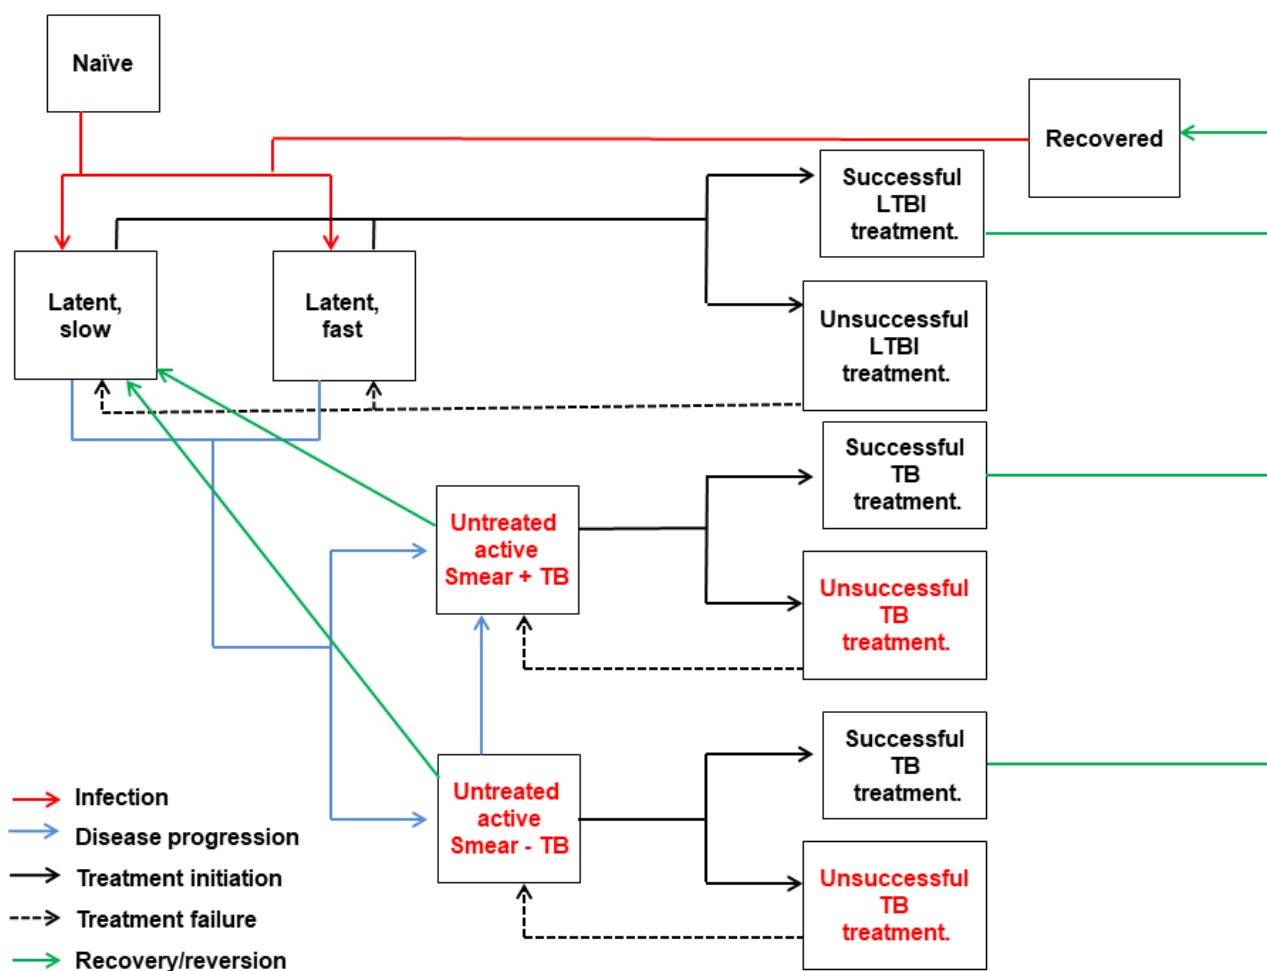 Naïve
Recovered
Successful
LTBI
treatment.
Latent,
slow
Latent,
fast
Unsuccessful
LTBI
treatment.
Successful
TB
treatment.
Untreated
active
Smear + TB
Unsuccessful
TB
treatment.
Successful
TB
treatment.
Untreated
active
Smear - TB
Unsuccessful
TB
treatment.
Infection
Disease progression
Treatment initiation
Treatment failure
Recovery/reversion